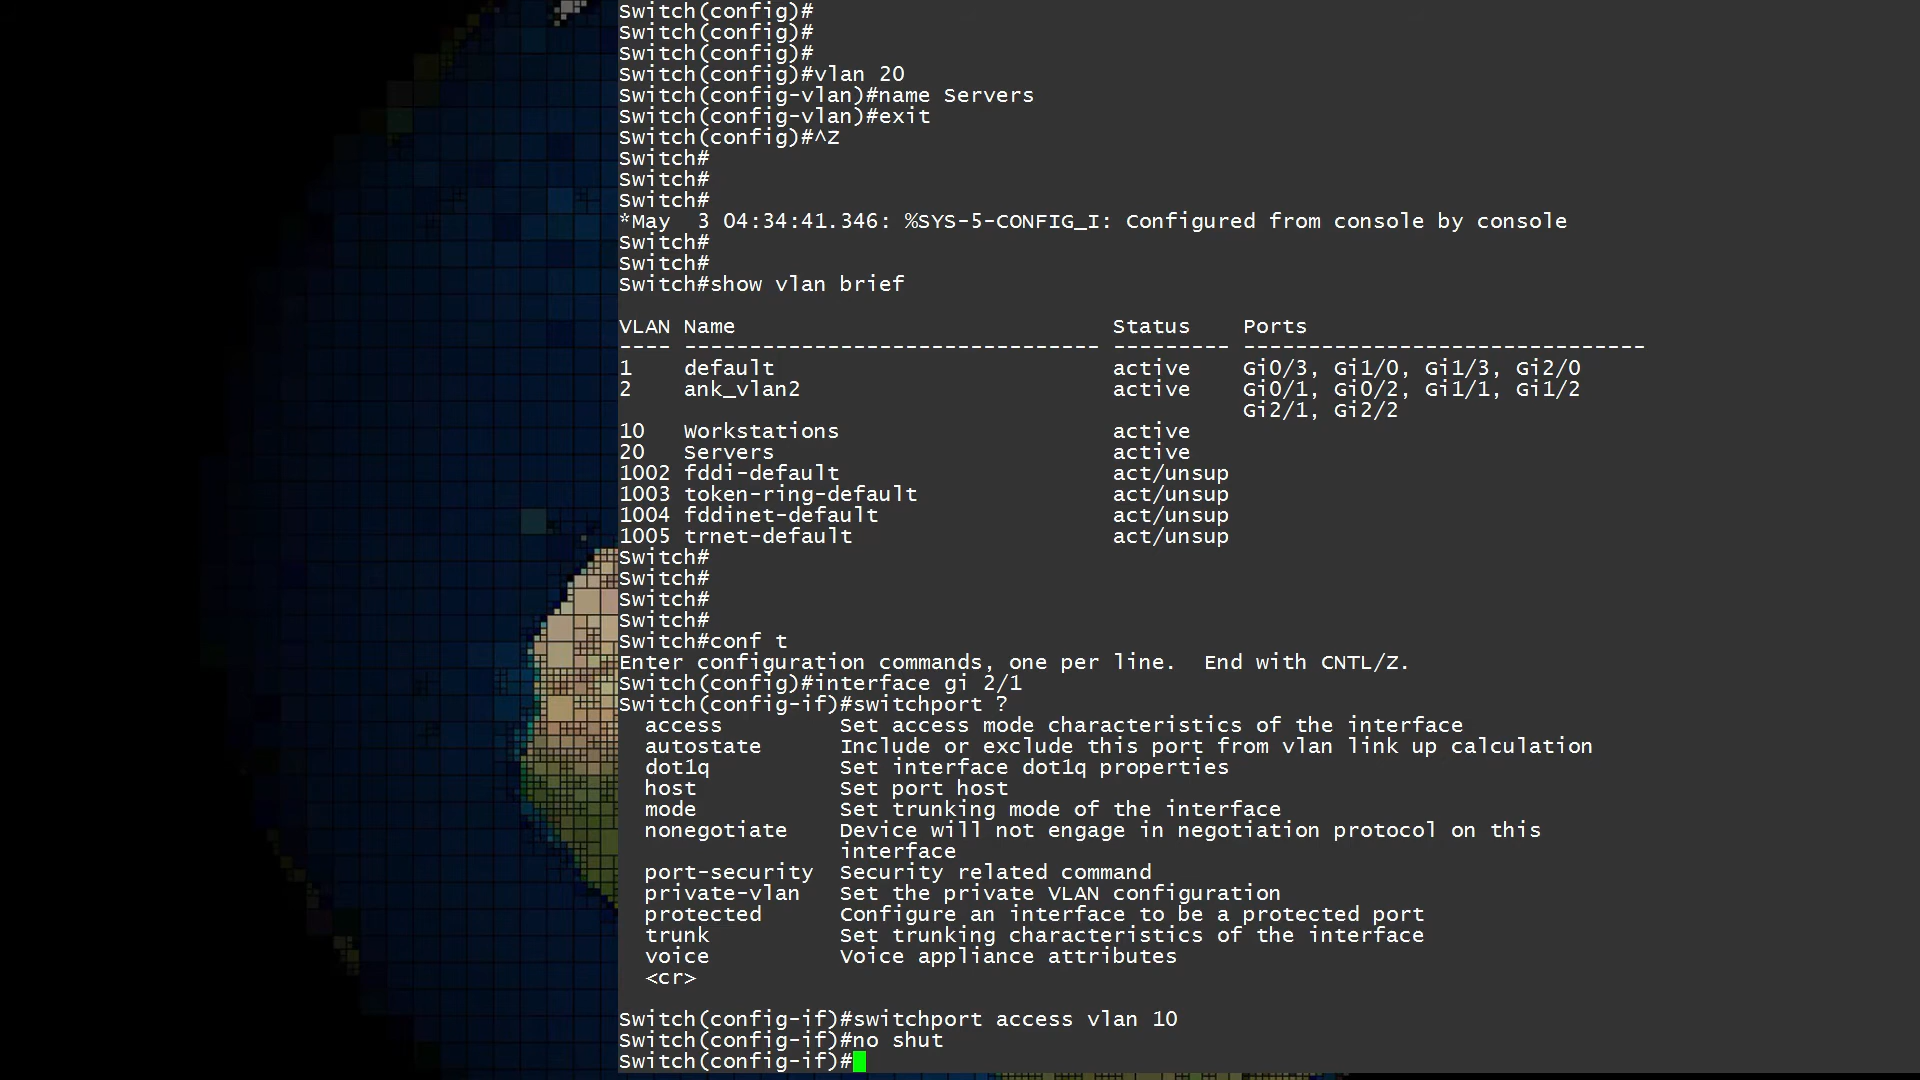 Switch(config)#
Switch(config)#
Switch(config)#
Switch(config)#vlan 20
Switch(config-vlan)#name Servers
Switch(config-vlan)#exit
Switch(config)#^Z
Switch#
Switch#
Switch#
*May  3 04:34:41.346: %SYS-5-CONFIG_I: Configured from console by console
Switch#
Switch#
Switch#show vlan brief

VLAN Name                             Status    Ports
---- -------------------------------- --------- -------------------------------
1    default                          active    Gi0/3, Gi1/0, Gi1/3, Gi2/0
2    ank_vlan2                        active    Gi0/1, Gi0/2, Gi1/1, Gi1/2
                                                Gi2/1, Gi2/2
10   Workstations                     active
20   Servers                          active
1002 fddi-default                     act/unsup
1003 token-ring-default               act/unsup
1004 fddinet-default                  act/unsup
1005 trnet-default                    act/unsup
Switch#
Switch#
Switch#
Switch#
Switch#conf t
Enter configuration commands, one per line.  End with CNTL/Z.
Switch(config)#interface gi 2/1
Switch(config-if)#switchport ?
  access         Set access mode characteristics of the interface
  autostate      Include or exclude this port from vlan link up calculation
  dot1q          Set interface dot1q properties
  host           Set port host
  mode           Set trunking mode of the interface
  nonegotiate    Device will not engage in negotiation protocol on this
                 interface
  port-security  Security related command
  private-vlan   Set the private VLAN configuration
  protected      Configure an interface to be a protected port
  trunk          Set trunking characteristics of the interface
  voice          Voice appliance attributes
  <cr>

Switch(config-if)#switchport access vlan 10
Switch(config-if)#no shut
Switch(config-if)#